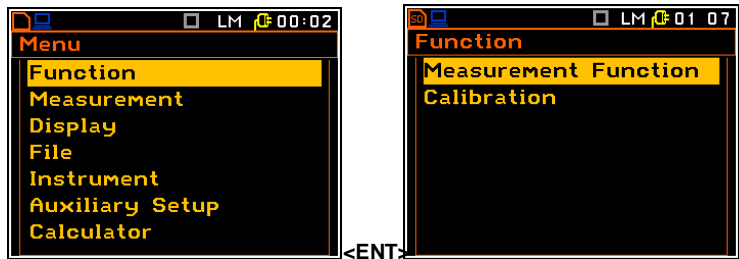 LM 00:02
Menu
Function
Measurement
Display
File
Instrument
Auxiliary Setup
Calculator
<ENT>
SD LM 01 07
Function
Measurement Function
Calibration